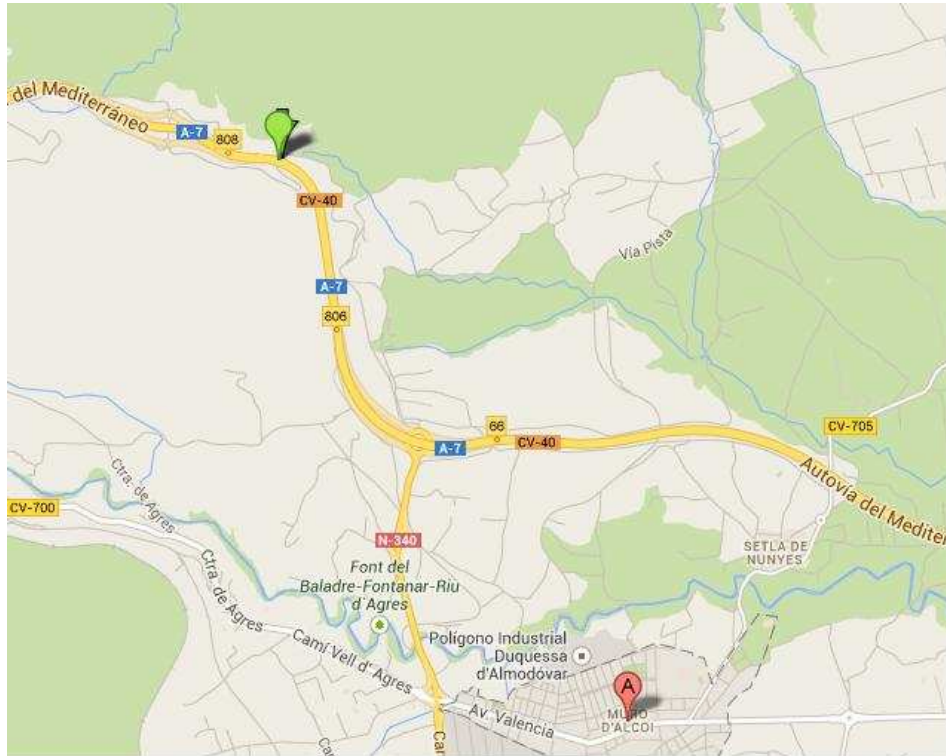 del Mediterráneo
A-7
808
CV-40
Vía Pista
A-7
806
66
A-7
CV-40
CV-705
Autovía del Mediter
Ctra. de Agres
CV-700
N-340
SETLA DE
NUNYES
Ctra. de Agres
Font del
Baladre-Fontanar-Riu
d'Agres
Camí Vell d' Agres
Polígono Industrial
Duquessa
d'Almodóvar
A
MURO
D'ALCOI
Av. Valencia
Car
Car